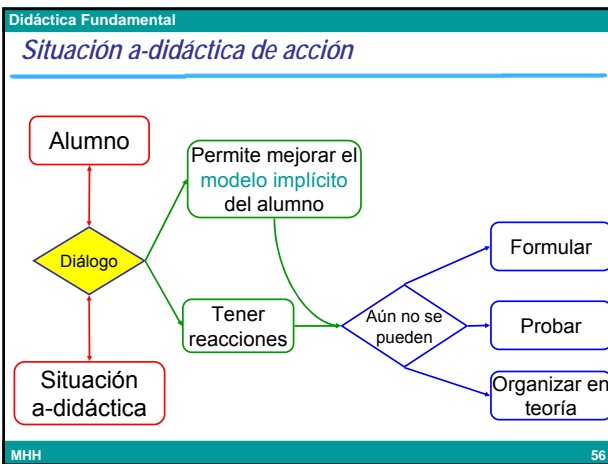 Didáctica Fundamental
Situación a-didáctica de acción
Alumno
Permite mejorar el
modelo implícito
del alumno
Diálogo
Tener
reacciones
Aún no se
pueden
Formular
Probar
Organizar en
teoría
Situación
a-didáctica
MHH
56